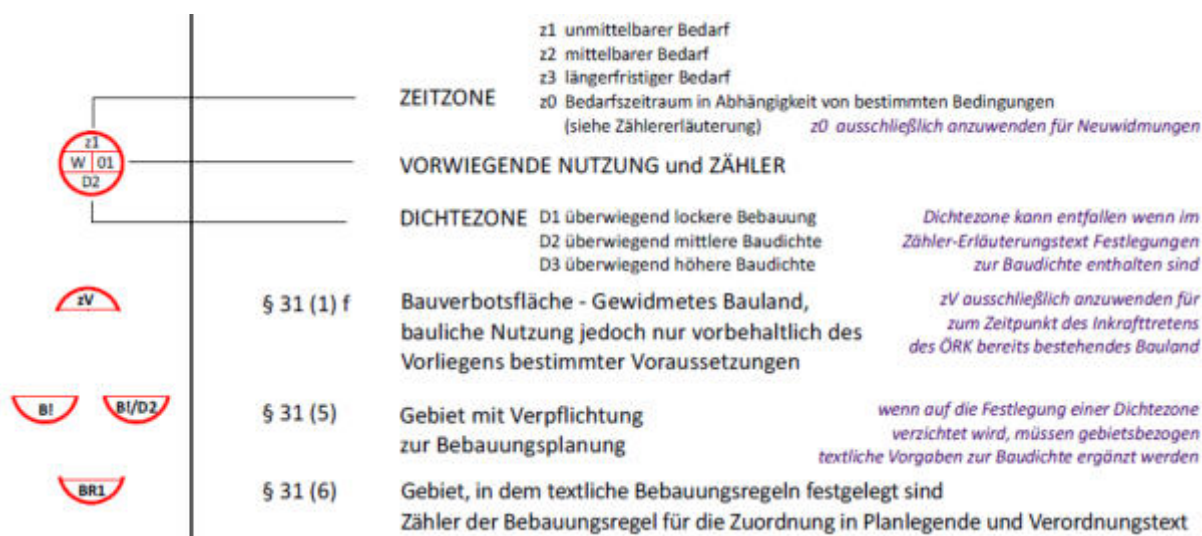 z1 unmittelbarer Bedarf
z2 mittelbarer Bedarf
z3 längerfristiger Bedarf
ZEITZONE z0 Bedarfszeitraum in Abhängigkeit von bestimmten Bedingungen
(siehe Zählererläuterung) z0 ausschließlich anzuwenden für Neuwidmungen
z1
W 01
D2
VORWIEGENDE NUTZUNG und ZÄHLER
DICHTEZONE D1 überwiegend lockere Bebauung Dichtezone kann entfallen wenn im
D2 überwiegend mittlere Baudichte Zähler-Erläuterungstext Festlegungen
D3 überwiegend höhere Baudichte zur Baudichte enthalten sind
zV § 31 (1) f Bauverbotsfläche - Gewidmetes Bauland, zV ausschließlich anzuwenden für
bauliche Nutzung jedoch nur vorbehaltlich des zum Zeitpunkt des Inkrafttretens
Vorliegens bestimmter Voraussetzungen des ÖRK bereits bestehendes Bauland
B! B!/D2 § 31 (5) Gebiet mit Verpflichtung wenn auf die Festlegung einer Dichtezone
zur Bebauungsplanung verzichtet wird, müssen gebietsbezogen
textliche Vorgaben zur Baudichte ergänzt werden
BR1 § 31 (6) Gebiet, in dem textliche Bebauungsregeln festgelegt sind
Zähler der Bebauungsregel für die Zuordnung in Planlegende und Verordnungstext